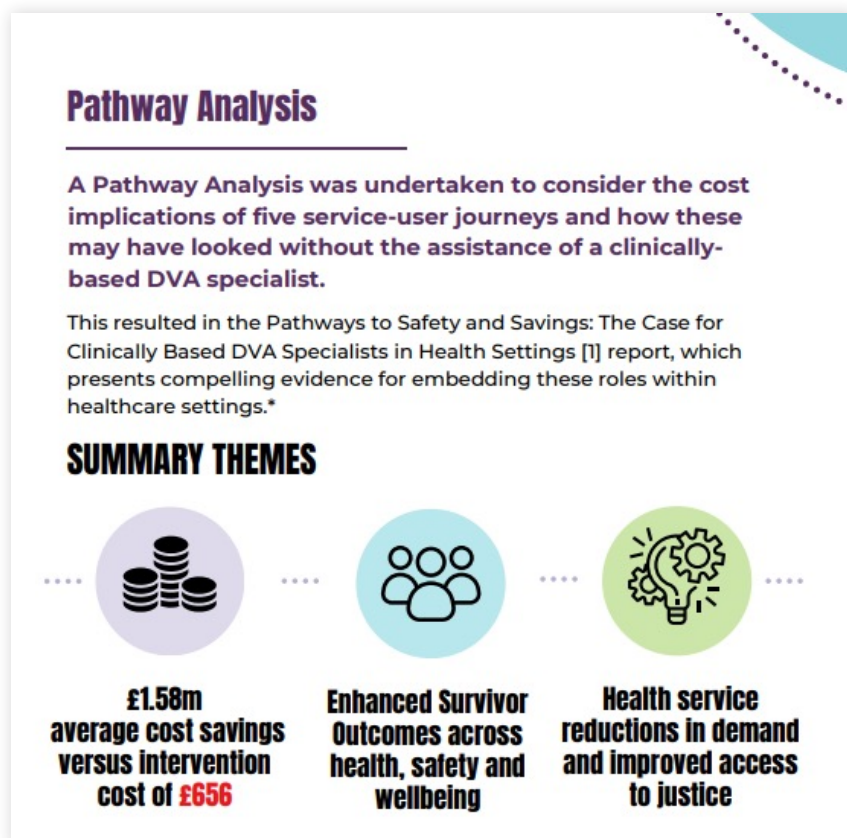 Pathway Analysis
A Pathway Analysis was undertaken to consider the cost
implications of five service-user journeys and how these
may have looked without the assistance of a clinically-
based DVA specialist.
This resulted in the Pathways to Safety and Savings: The Case for
Clinically Based DVA Specialists in Health Settings [1] report, which
presents compelling evidence for embedding these roles within
healthcare settings.*
SUMMARY THEMES
£1.58m
average cost savings
versus intervention
cost of £656
Enhanced Survivor
Outcomes across
health, safety and
wellbeing
Health service
reductions in demand
and improved access
to justice